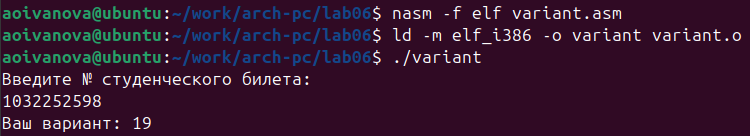 aoivanova@ubuntu:~/work/arch-pc/lab06$ nasm -f elf variant.asm
aoivanova@ubuntu:~/work/arch-pc/lab06$ ld -m elf_i386 -o variant variant.o
aoivanova@ubuntu:~/work/arch-pc/lab06$ ./variant
Введите № студенческого билета:
1032252598
Ваш вариант: 19